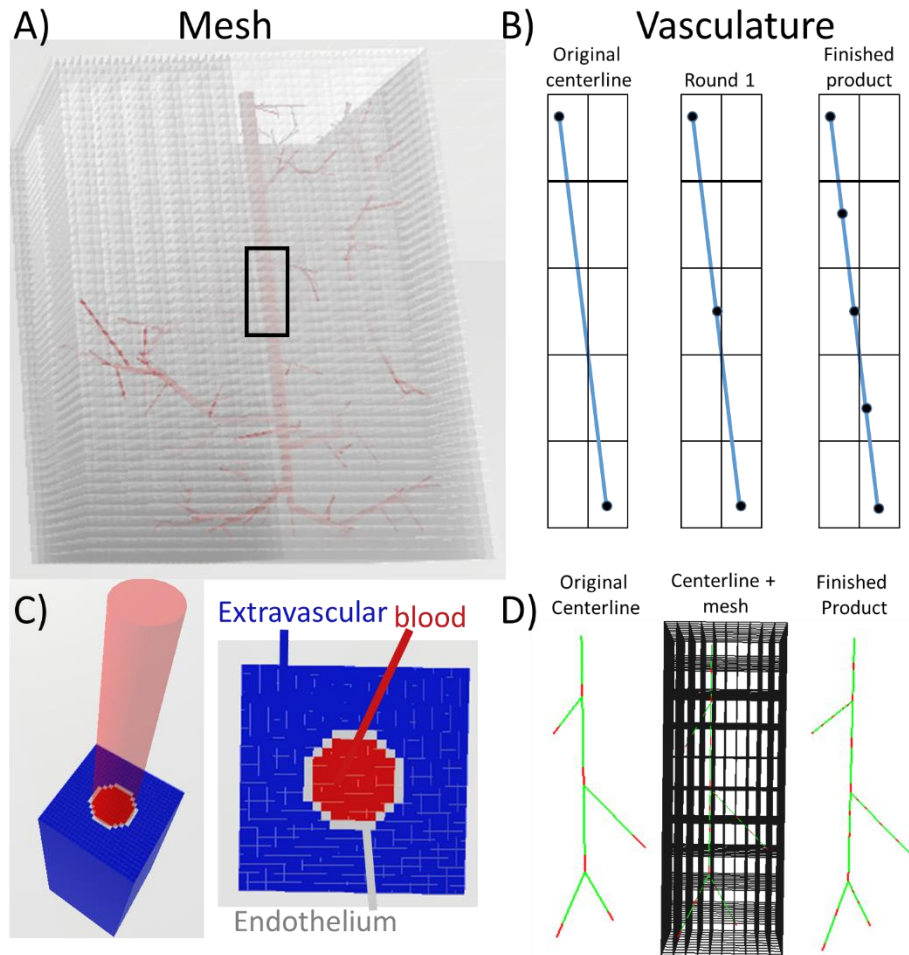 A)
Mesh
B)
Vasculature
Original
centerline
Round 1
Finished
product
C)
Extravascular
blood
Endothelium
D)
Original
Centerline
Centerline +
mesh
Finished
Product